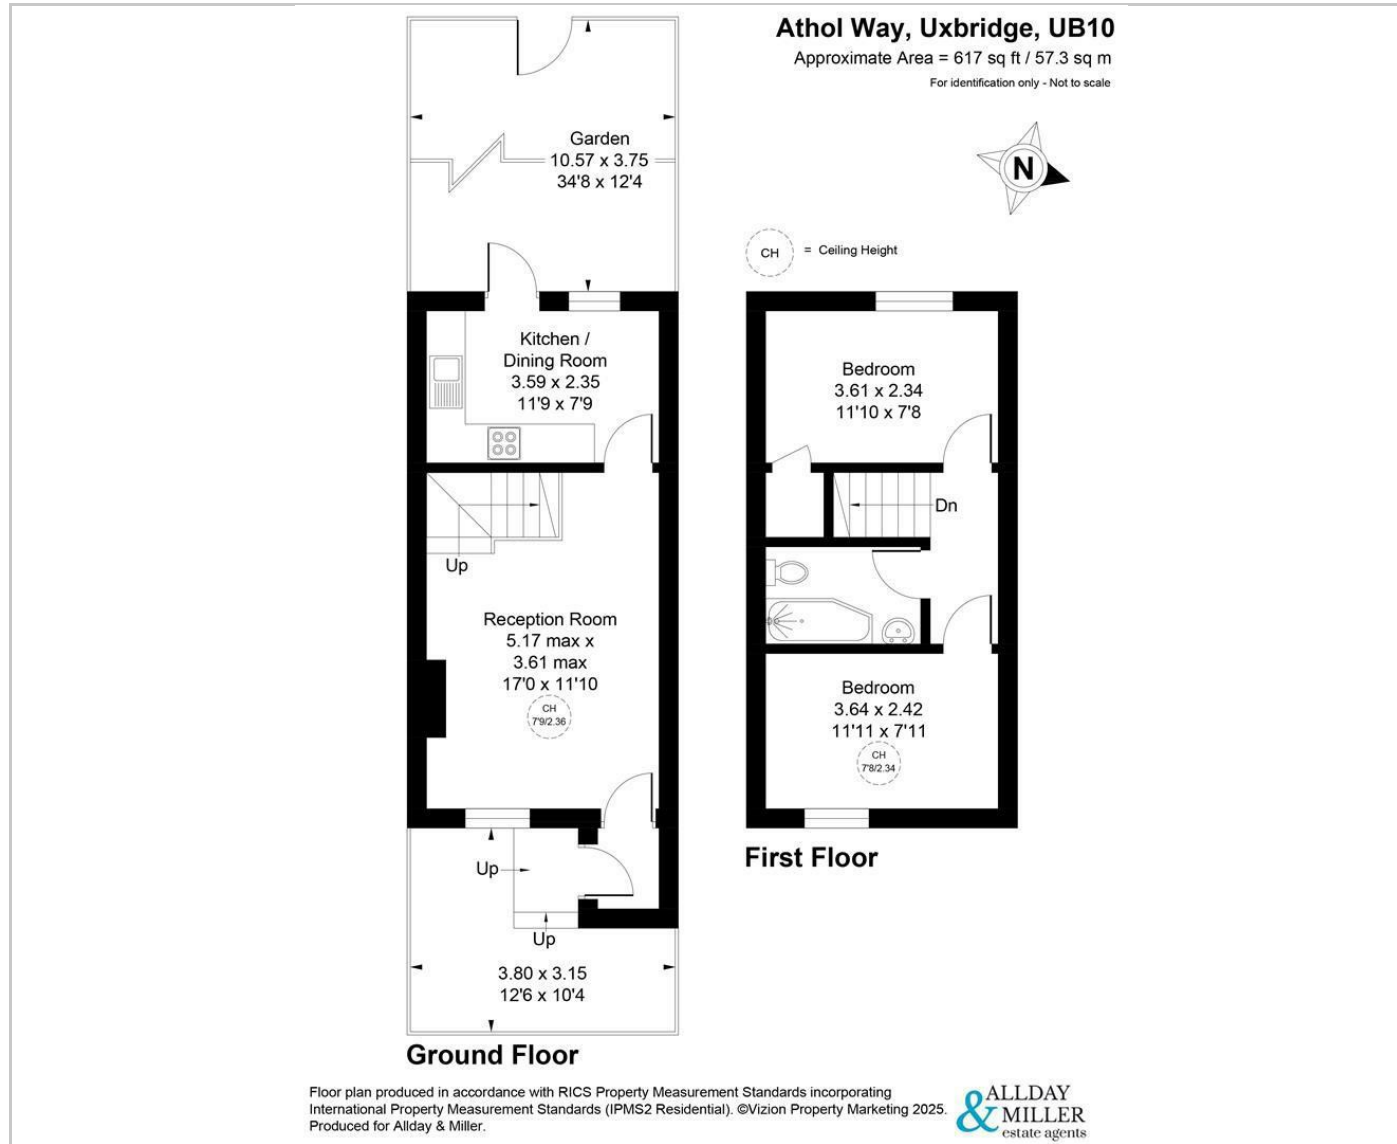 Athol Way, Uxbridge, UB10
Approximate Area = 617 sq ft / 57.3 sq m
For identification only - Not to scale
N
CH
= Ceiling Height
Garden
10.57 x 3.75
34'8 x 12'4
Kitchen /
Dining Room
3.59 x 2.35
11'9 x 7'9
Up
Reception Room
5.17 max x
3.61 max
17'0 x 11'10
CH
7'9/2.36
Up
Up
3.80 x 3.15
12'6 x 10'4
Ground Floor
Bedroom
3.61 x 2.34
11'10 x 7'8
Dn
Bedroom
3.64 x 2.42
11'11 x 7'11
CH
7'8/2.34
First Floor
Floor plan produced in accordance with RICS Property Measurement Standards incorporating
International Property Measurement Standards (IPMS2 Residential). ©Vizion Property Marketing 2025.
Produced for Allday & Miller.
ALLDAY
& MILLER
estate agents